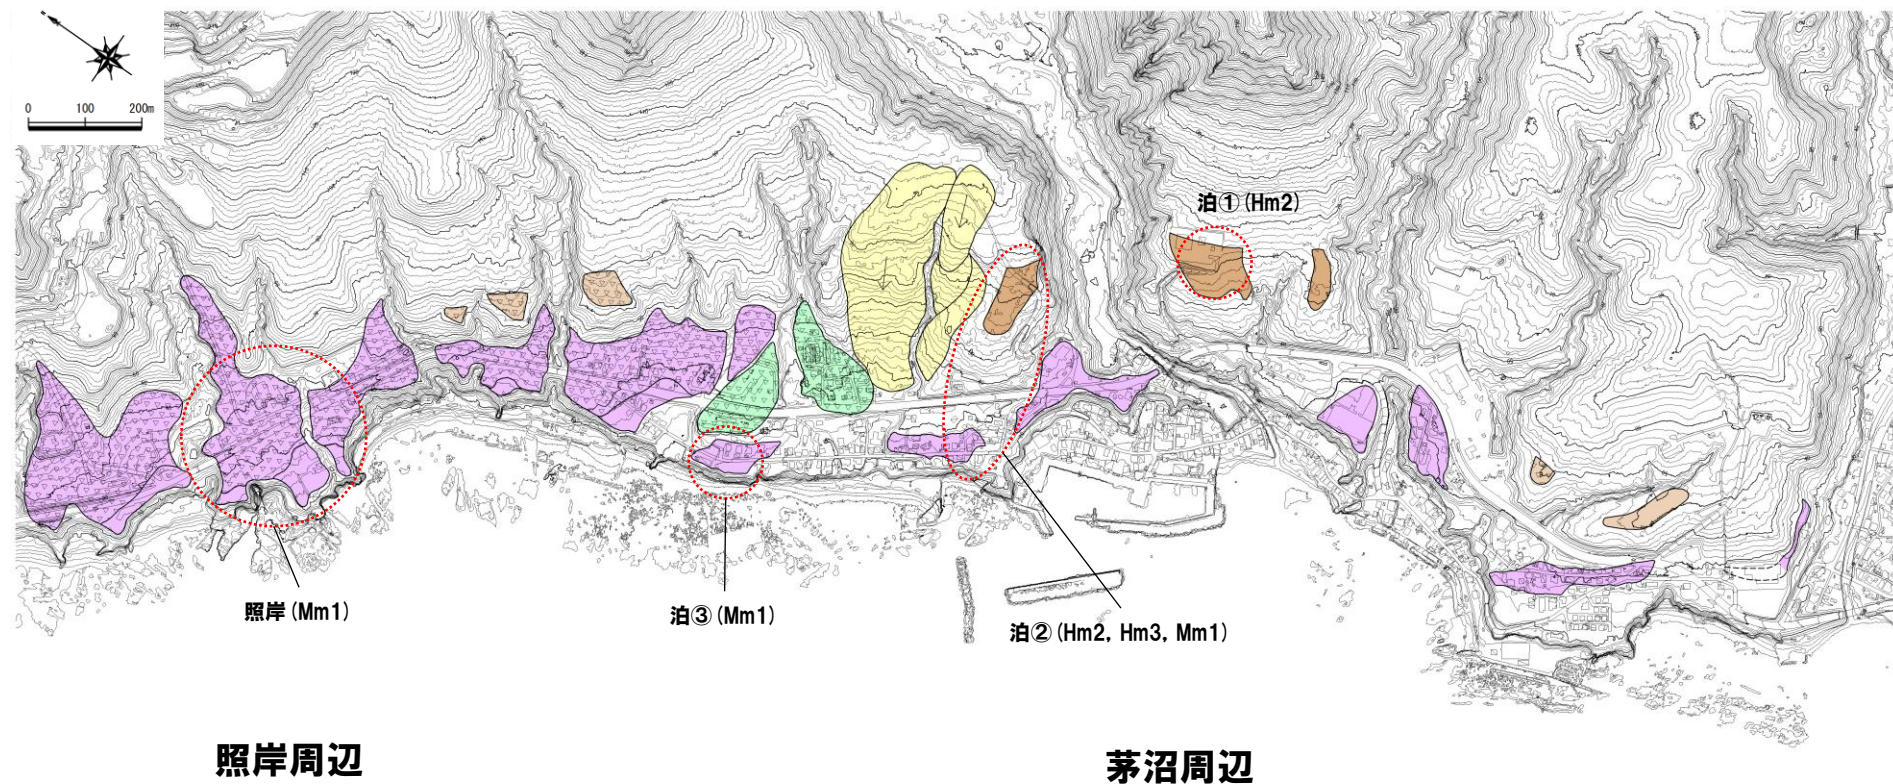 0 100 200m
泊①(Hm2)
照岸(Mm1)
泊③(Mm1)
泊②(Hm2, Hm3, Mm1)
照岸周辺
茅沼周辺